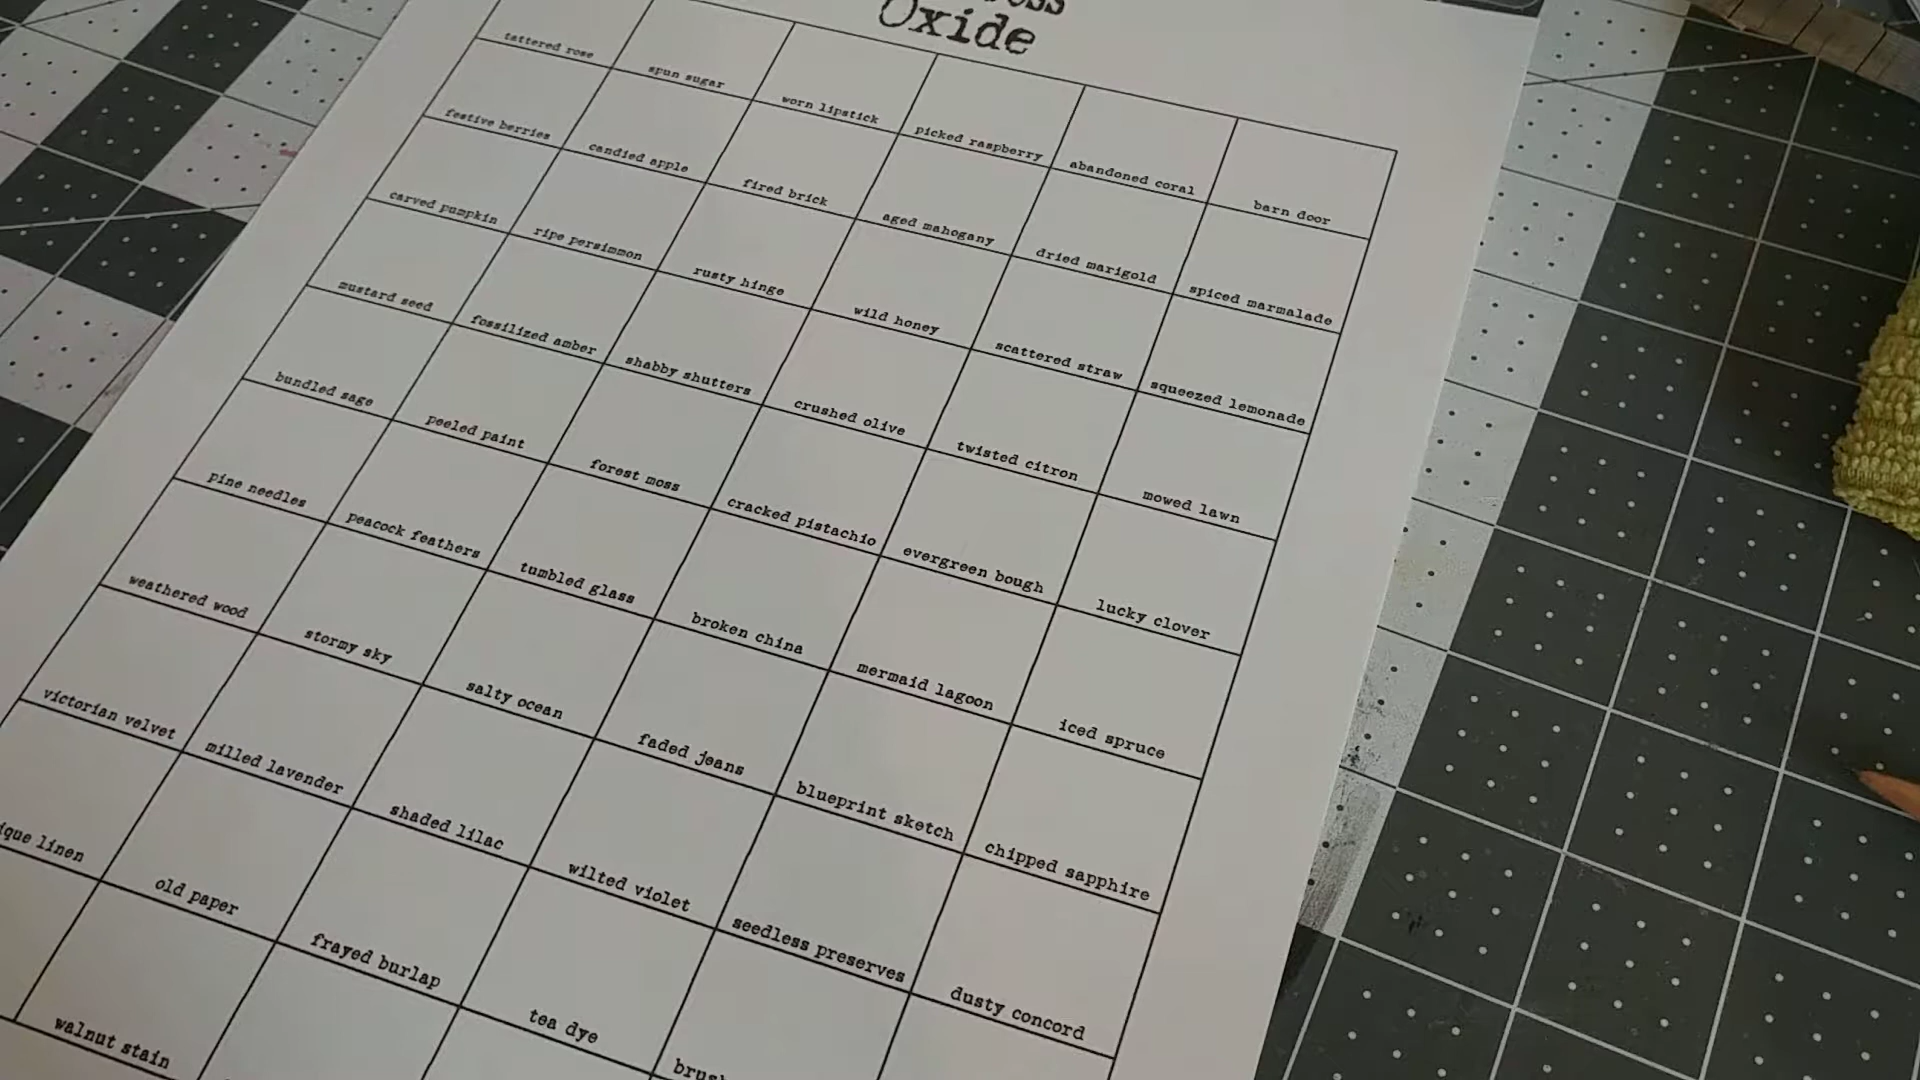 Oxide
tattered rose spun sugar worn lipstick picked raspberry abandoned coral barn door
festive berries candied apple fired brick aged mahogany dried marigold spiced marmalade
carved pumpkin ripe persimmon rusty hinge wild honey scattered straw squeezed lemonade
mustard seed fossilized amber shabby shutters crushed olive twisted citron mowed lawn
bundled sage peeled paint forest moss cracked pistachio evergreen bough lucky clover
pine needles peacock feathers tumbled glass broken china mermaid lagoon iced spruce
weathered wood stormy sky salty ocean faded jeans blueprint sketch chipped sapphire
victorian velvet milled lavender shaded lilac wilted violet seedless preserves dusty concord
ique linen old paper frayed burlap tea dye
walnut stain